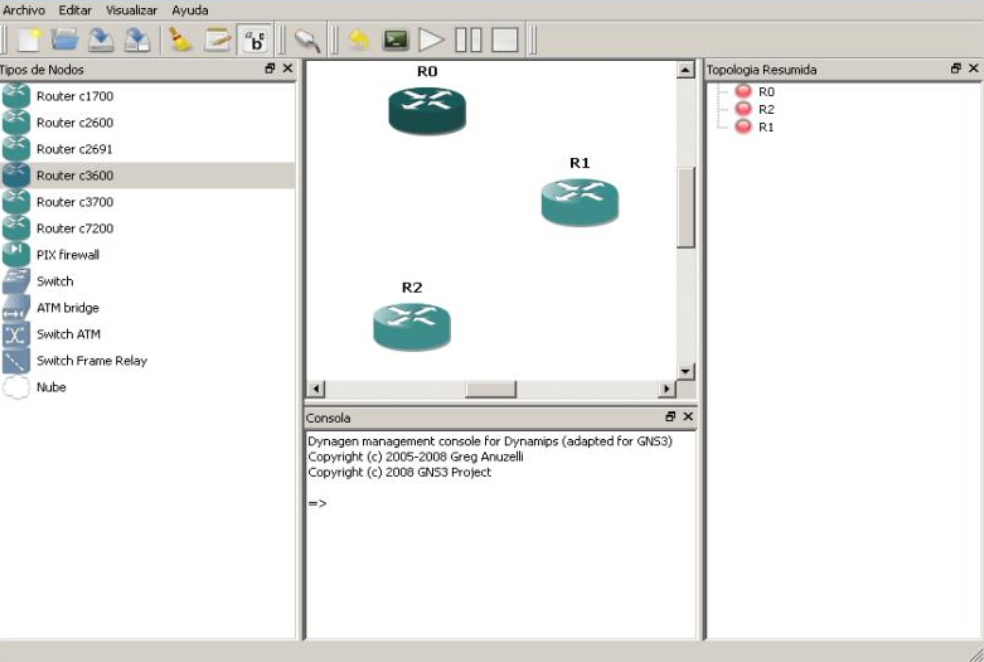 Archivo Editar Visualizar Ayuda
Tipos de Nodos
Router c1700
Router c2600
Router c2691
Router c3600
Router c3700
Router c7200
PIX firewall
Switch
ATM bridge
Switch ATM
Switch Frame Relay
Nube
R0
R1
R2
Consola
Dynagen management console for Dynamips (adapted for GNS3)
Copyright (c) 2005-2008 Greg Anuzelli
Copyright (c) 2008 GNS3 Project
=>
Topologia Resumida
R0
R2
R1